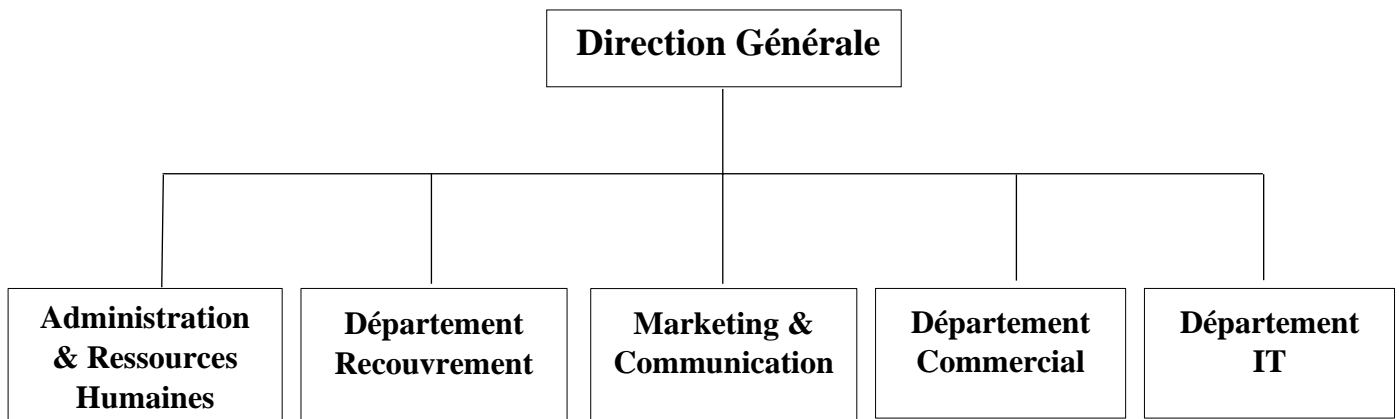 Direction Générale
Administration
& Ressources
Humaines
Département
Recouvrement
Marketing &
Communication
Département
Commercial
Département
IT